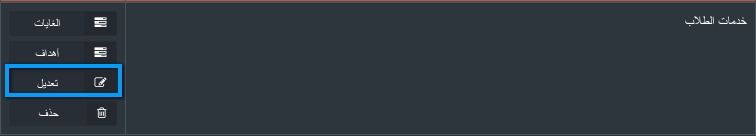 خدمات الطلاب
الغايات
أهداف
تعديل
حذف